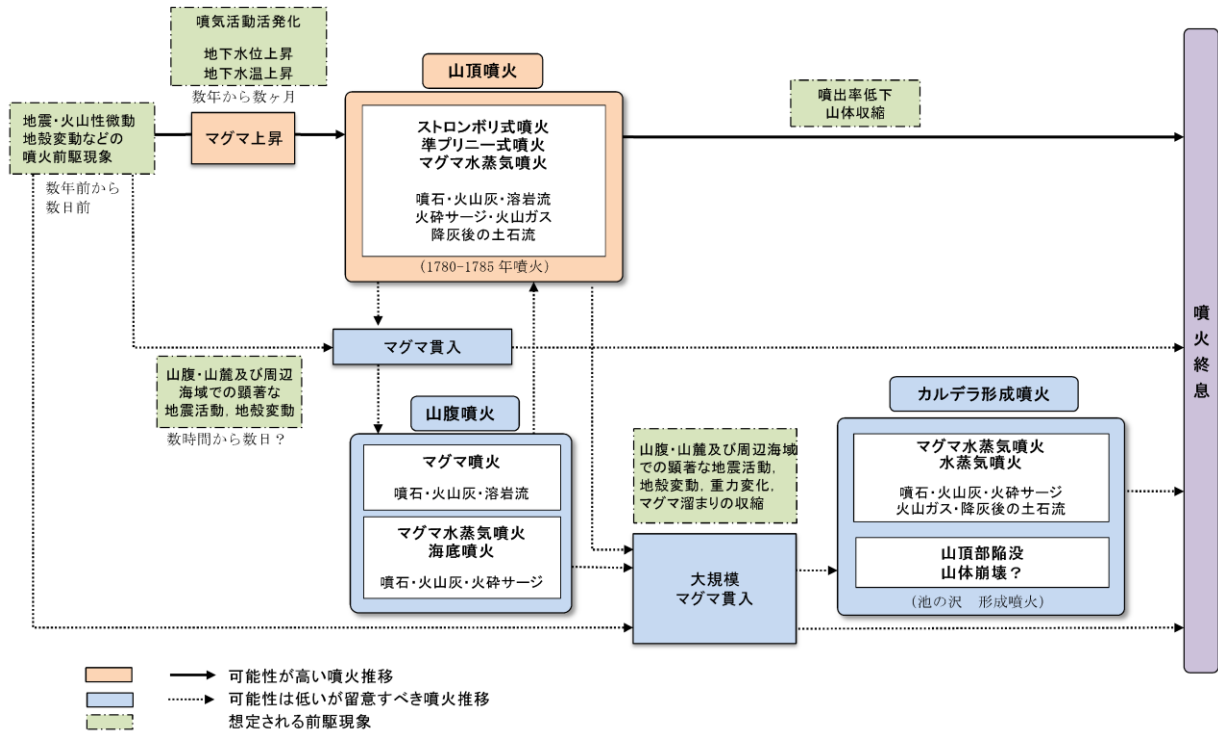 噴気活動活発化
地下水位上昇
地下水温上昇
数年から数ヶ月
地震・火山性微動
地殻変動などの
噴火前駆現象
数年前から
数日前
マグマ上昇
山頂噴火
ストロンボリ式噴火
準プリニー式噴火
マグマ水蒸気噴火
噴石・火山灰・溶岩流
火砕サージ・火山ガス
降灰後の土石流
(1780-1785 年噴火)
噴出率低下
山体収縮
マグマ貫入
山腹・山麓及び周辺
海域での顕著な
地震活動, 地殻変動
数時間から数日？
山腹噴火
マグマ噴火
噴石・火山灰・溶岩流
マグマ水蒸気噴火
海底噴火
噴石・火山灰・火砕サージ
山腹・山麓及び周辺海域
での顕著な地震活動,
地殻変動, 重力変化,
マグマ溜まりの収縮
大規模
マグマ貫入
カルデラ形成噴火
マグマ水蒸気噴火
水蒸気噴火
噴石・火山灰・火砕サージ
火山ガス・降灰後の土石流
山頂部陥没
山体崩壊？
(池の沢　形成噴火)
噴火終息
可能性が高い噴火推移
可能性は低いが留意すべき噴火推移
想定される前駆現象